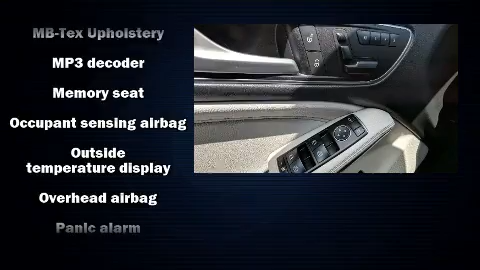 MB-Tex Upholstery
MP3 decoder
Memory seat
Occupant sensing airbag
Outside
temperature display
Overhead airbag
Panic alarm